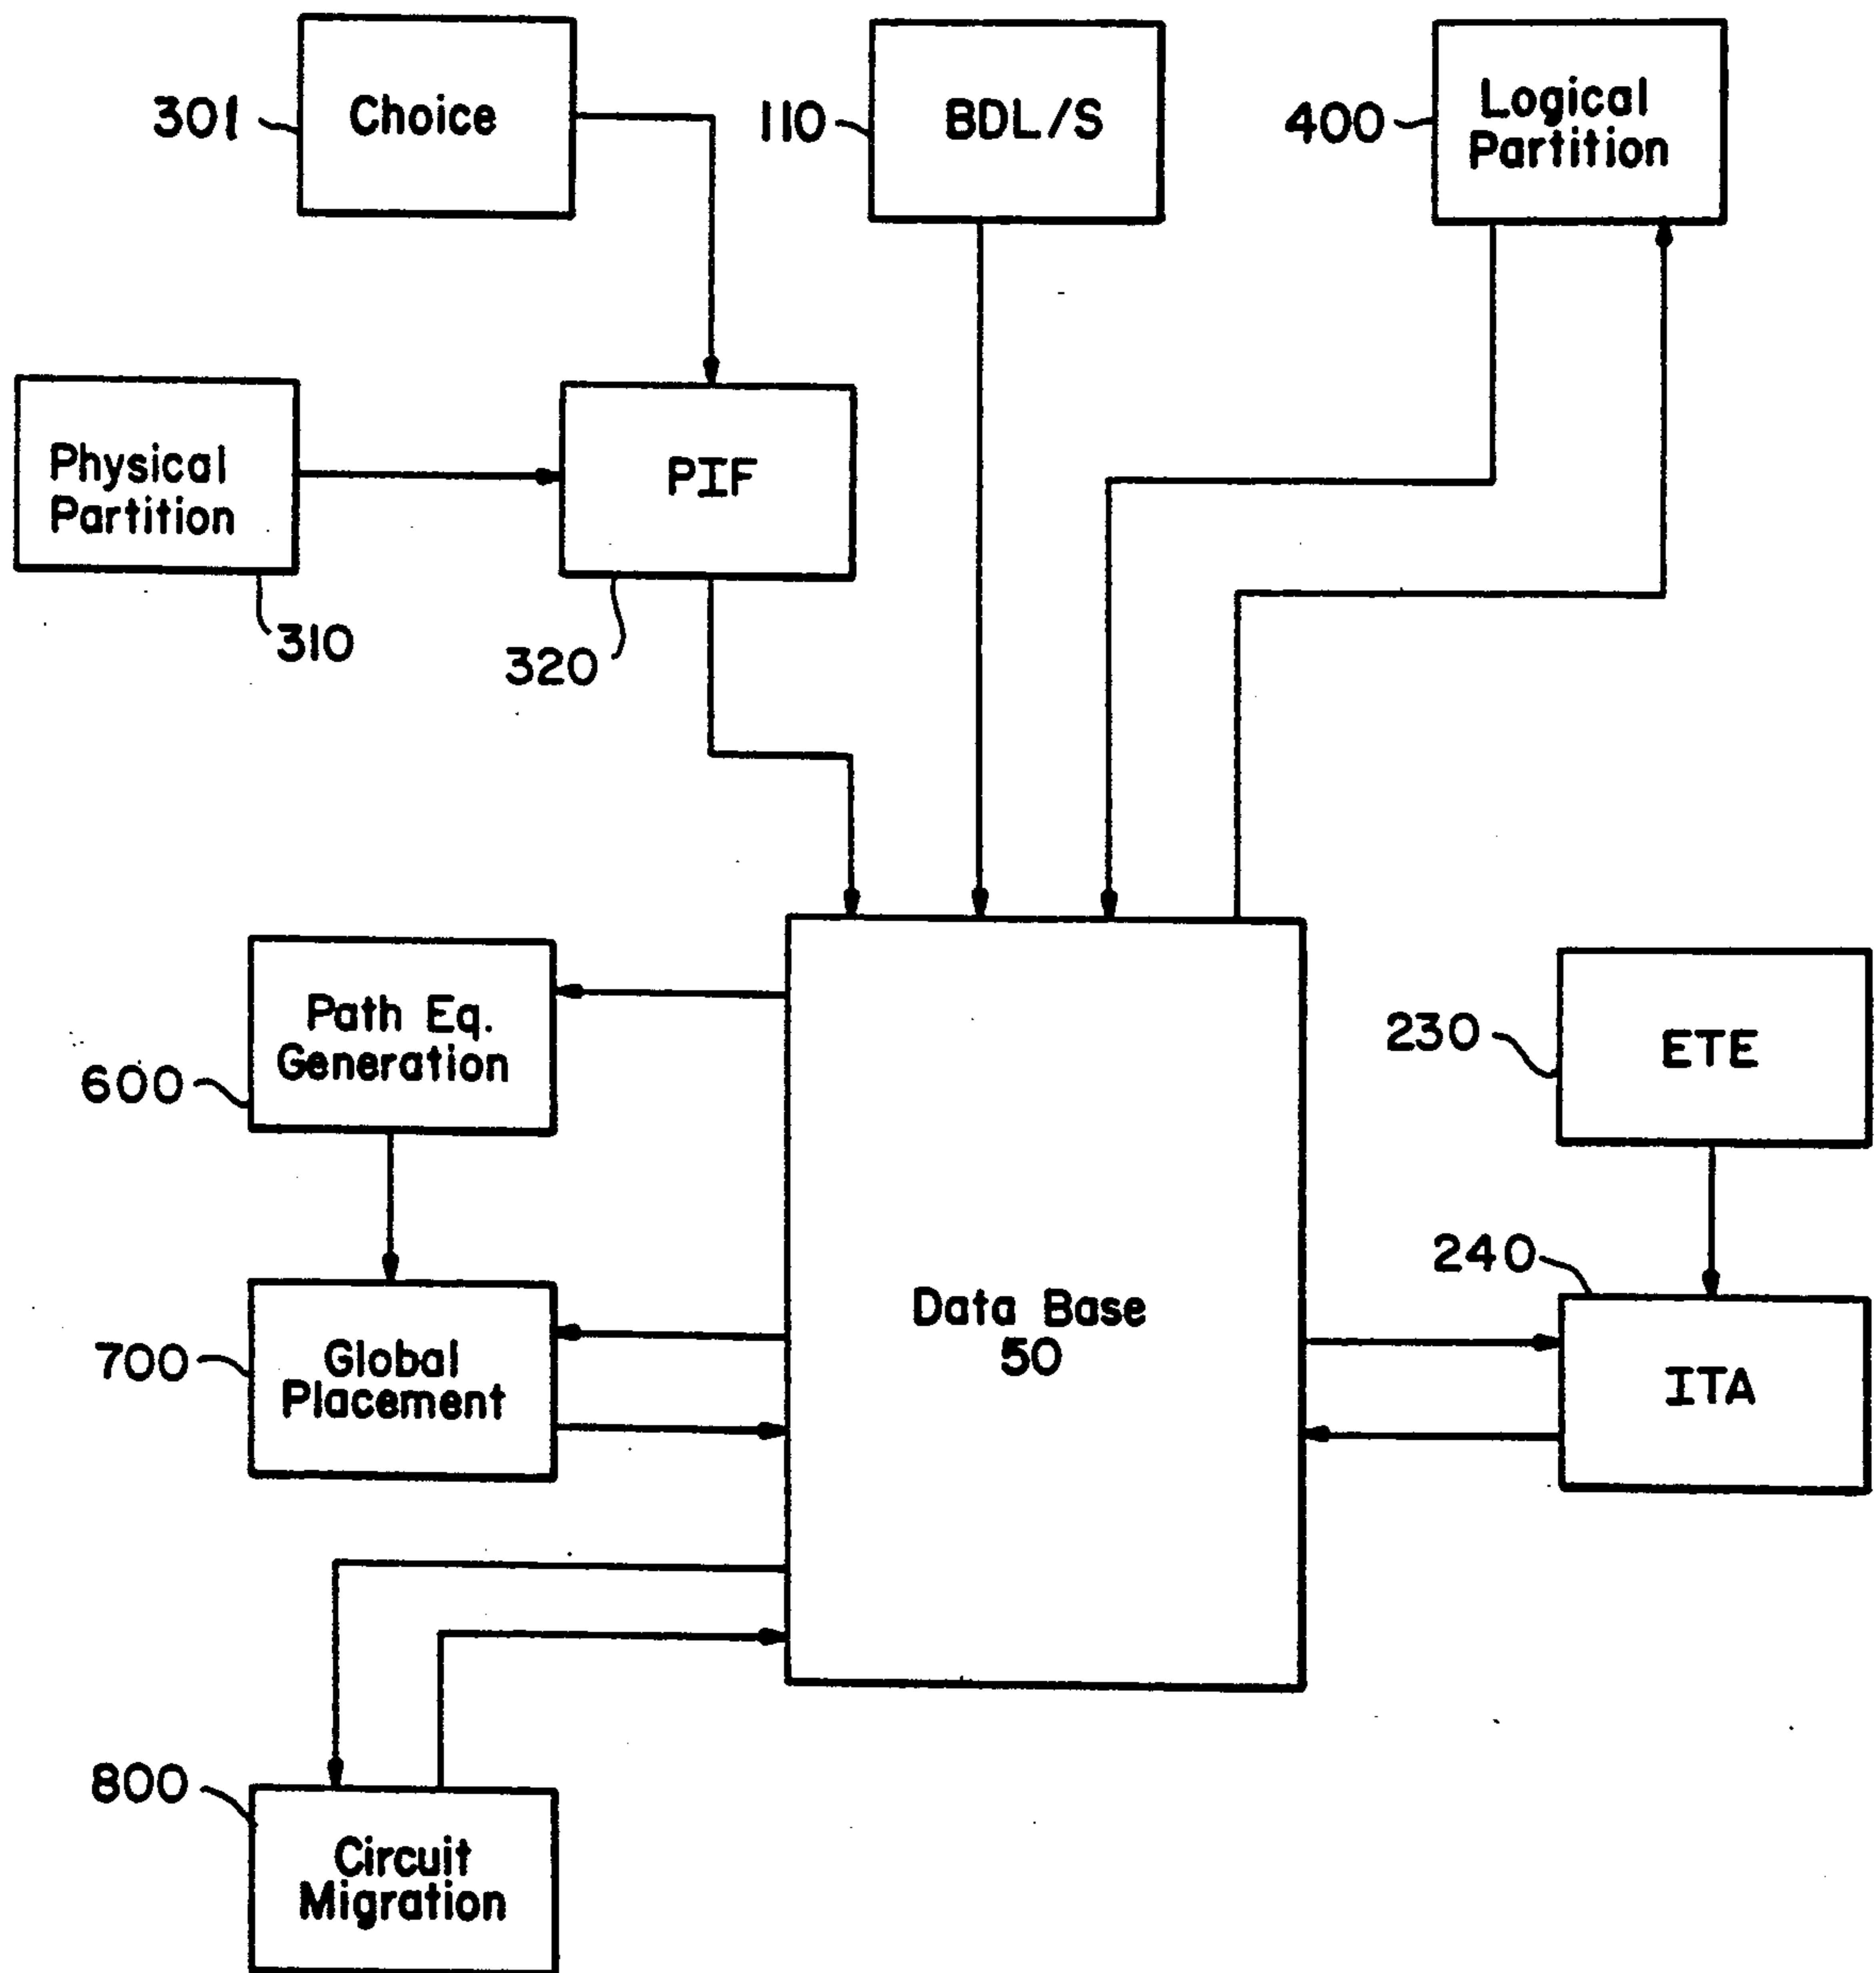 301
Choice
110
BDL/S
400
Logical
Partition
Physical
Partition
310
PIF
320
Path Eq.
Generation
600
230
ETE
240
Data Base
50
700
Global
Placement
ITA
800
Circuit
Migration